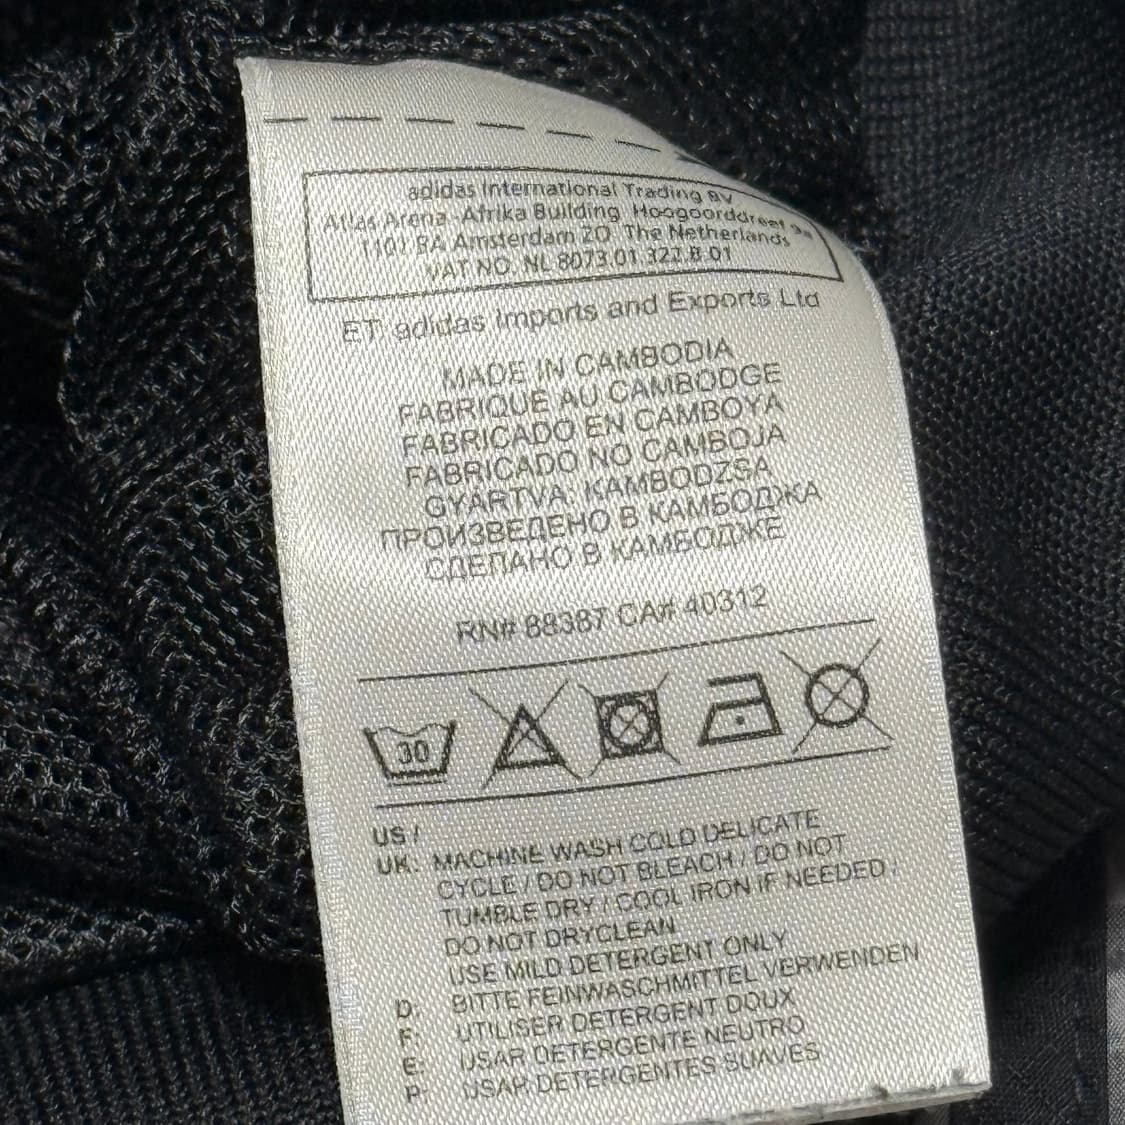 adidas International Trading BV
Atlas Arena-Afrika Building Hoogoorddreef 9a
1101 BA Amsterdam ZO The Netherlands
VAT NO. NL 8073.01.322.B.01
ET. adidas Imports and Exports Ltd
MADE IN CAMBODIA
FABRIQUE AU CAMBODGE
FABRICADO EN CAMBOYA
FABRICADO NO CAMBOJA
GYÁRTVA: KAMBODZSA
ПРОИЗВЕДЕНО В КАМБОДЖА
СДЕЛАНО В КАМБОДЖЕ
RN# 88387 CA# 40312
30
US /
UK: MACHINE WASH COLD DELICATE
CYCLE / DO NOT BLEACH / DO NOT
TUMBLE DRY / COOL IRON IF NEEDED /
DO NOT DRYCLEAN
USE MILD DETERGENT ONLY
D: BITTE FEINWASCHMITTEL VERWENDEN
F: UTILISER DETERGENT DOUX
E: USAR DETERGENTE NEUTRO
P: USAR DETERGENTES SUAVES